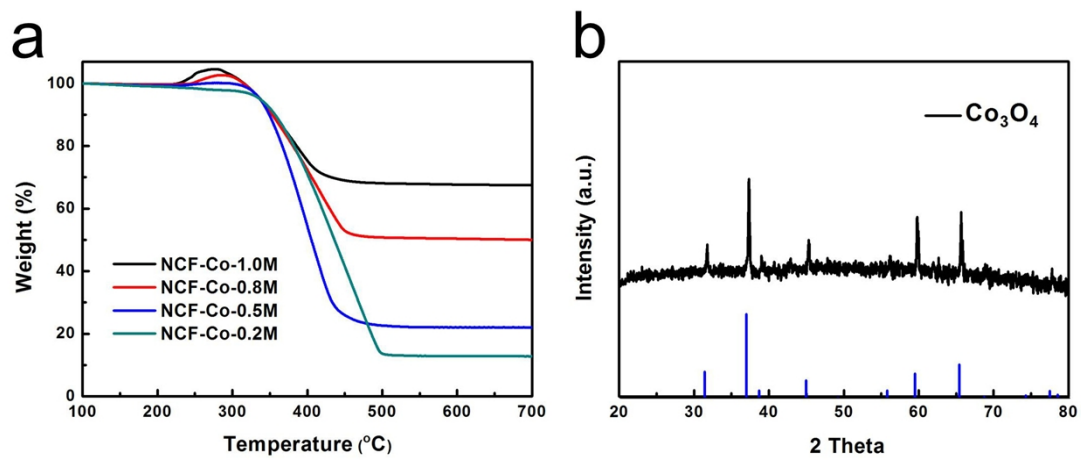 a
100
80
60
40
20
0
Weight (%)
NCF-Co-1.0M
NCF-Co-0.8M
NCF-Co-0.5M
NCF-Co-0.2M
100 200 300 400 500 600 700
Temperature (°C)
b
Intensity (a.u.)
Co₃O₄
20 30 40 50 60 70 80
2 Theta